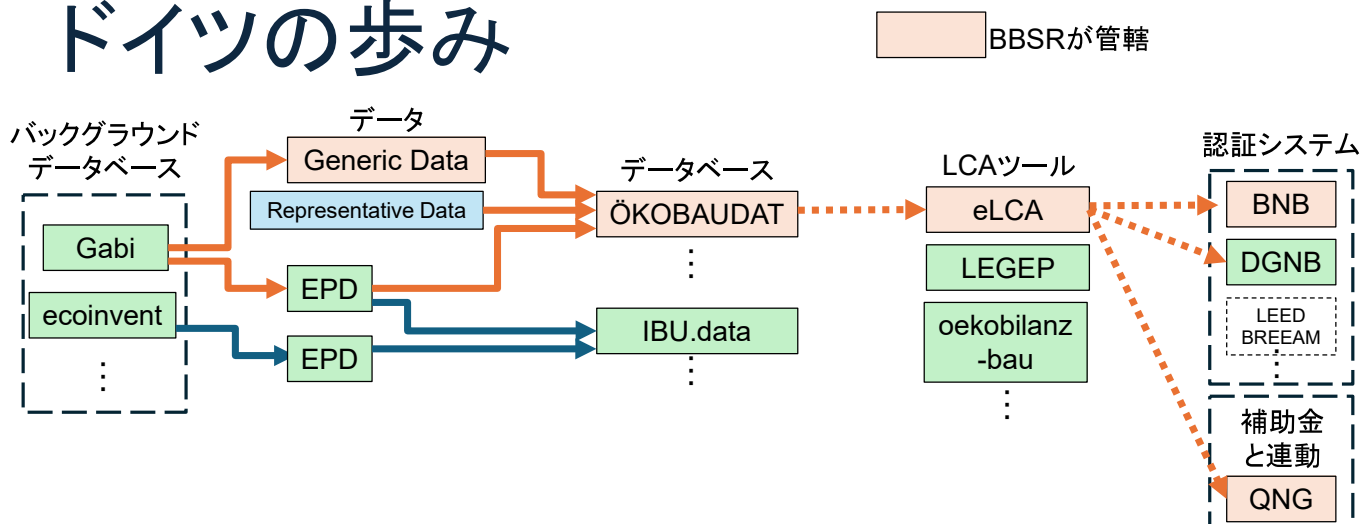 ドイツの歩み
BBSRが管轄
バックグラウンド
データベース
Gabi
ecoinvent
⋮
データ
Generic Data
Representative Data
EPD
EPD
データベース
ÖKOBAUDAT
⋮
IBU.data
⋮
LCAツール
eLCA
LEGEP
oekobilanz
-bau
⋮
認証システム
BNB
DGNB
LEED
BREEAM
⋮
補助金
と連動
QNG